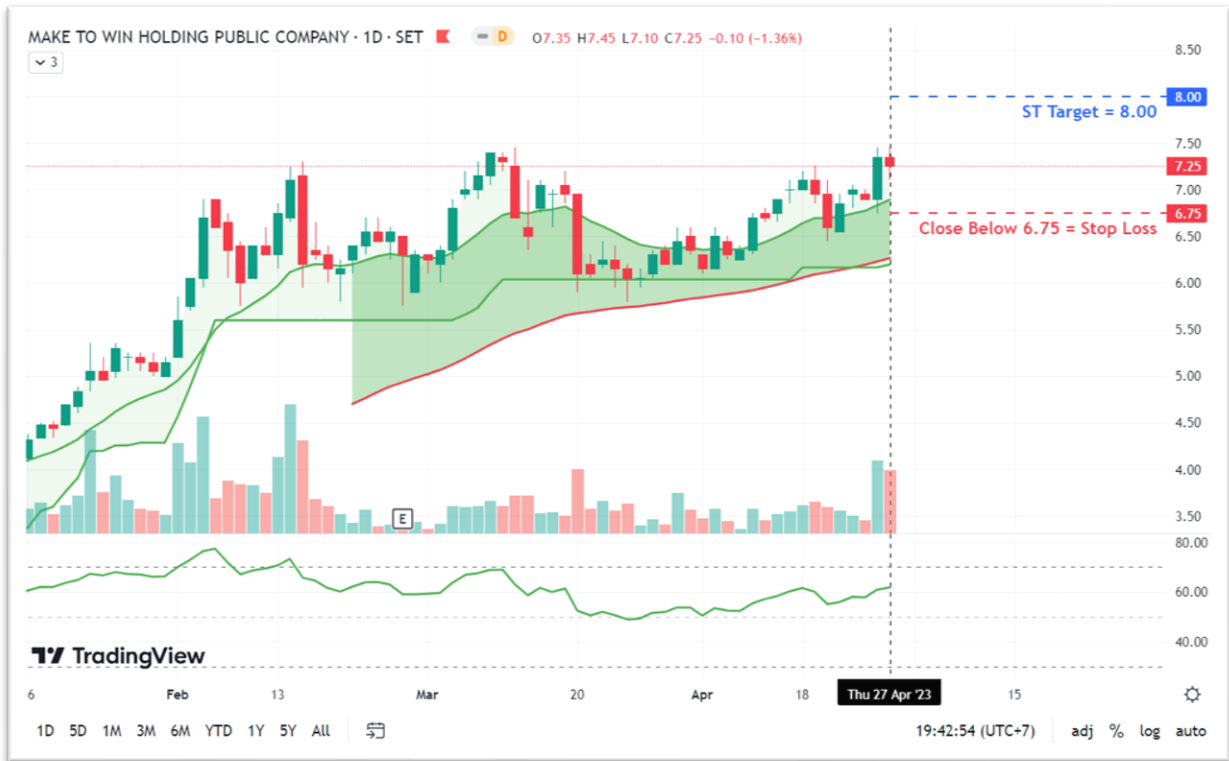 MAKE TO WIN HOLDING PUBLIC COMPANY · 1D · SET D O7.35 H7.45 L7.10 C7.25 −0.10 (−1.36%)
3
8.50
8.00
ST Target = 8.00
7.50
7.25
7.00
6.75
Close Below 6.75 = Stop Loss
6.50
6.00
5.50
5.00
4.50
4.00
E
3.50
80.00
60.00
40.00
TradingView
6 Feb 13 Mar 20 Apr 18 Thu 27 Apr '23 15
1D 5D 1M 3M 6M YTD 1Y 5Y All 19:42:54 (UTC+7) adj % log auto